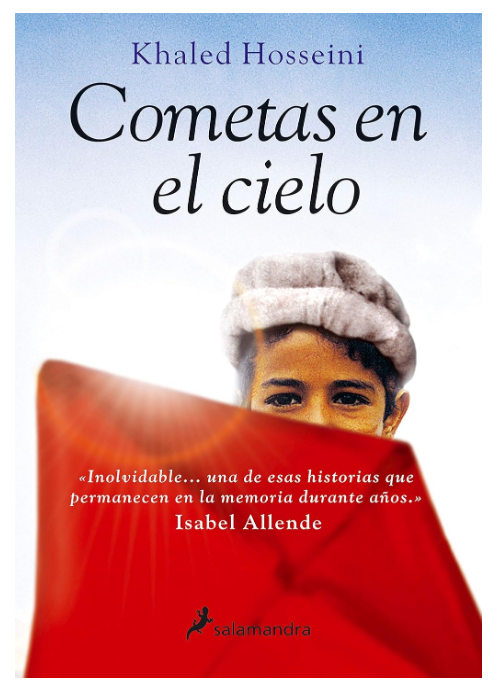 Khaled Hosseini
Cometas en
el cielo
«Inolvidable... una de esas historias que
permanecen en la memoria durante años.»
Isabel Allende
salamandra